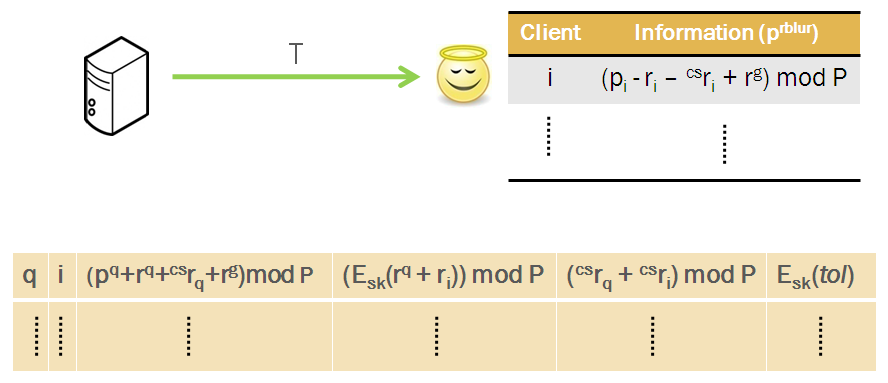 T
Client Information (p^rblur)
i (p_i - r_i – ^cs r_i + r^g) mod P
q i (p^q+r^q+^cs r_q+r^g)mod P (E_sk(r^q + r_i)) mod P (^cs r_q + ^cs r_i) mod P E_sk(tol)